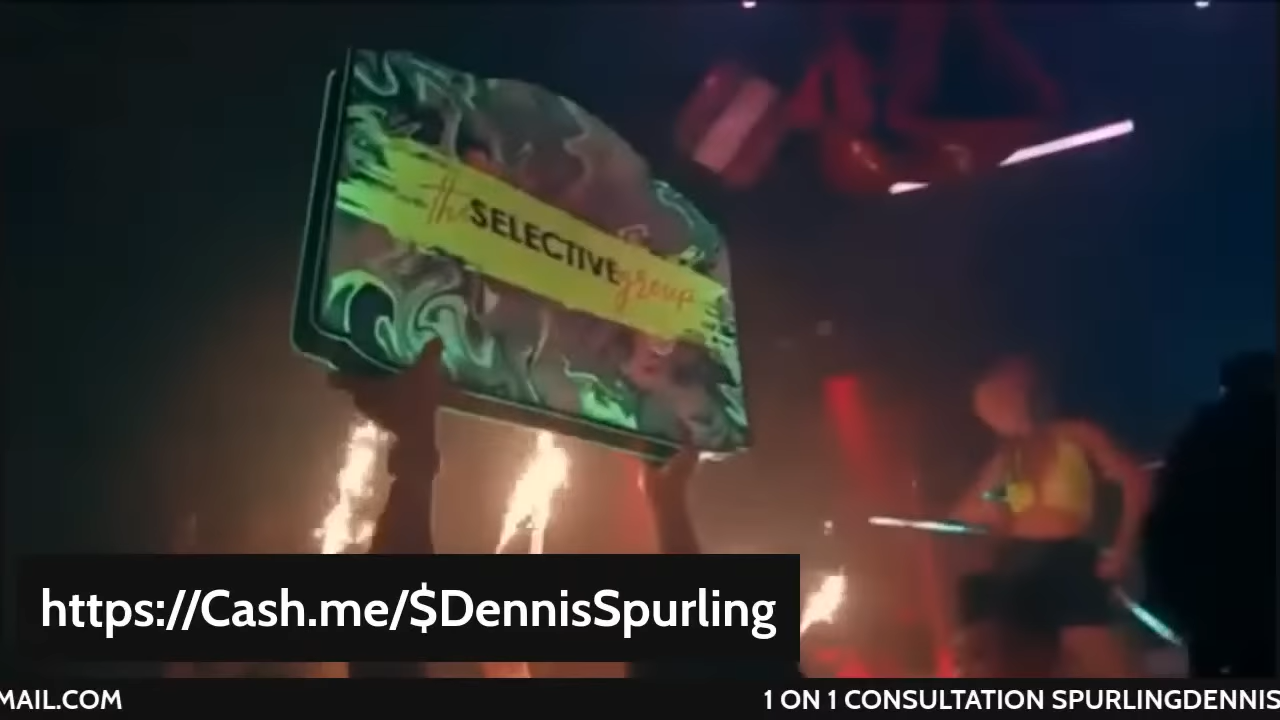 the SELECTIVE group
https://Cash.me/$DennisSpurling
MAIL.COM
1 ON 1 CONSULTATION SPURLINGDENNIS